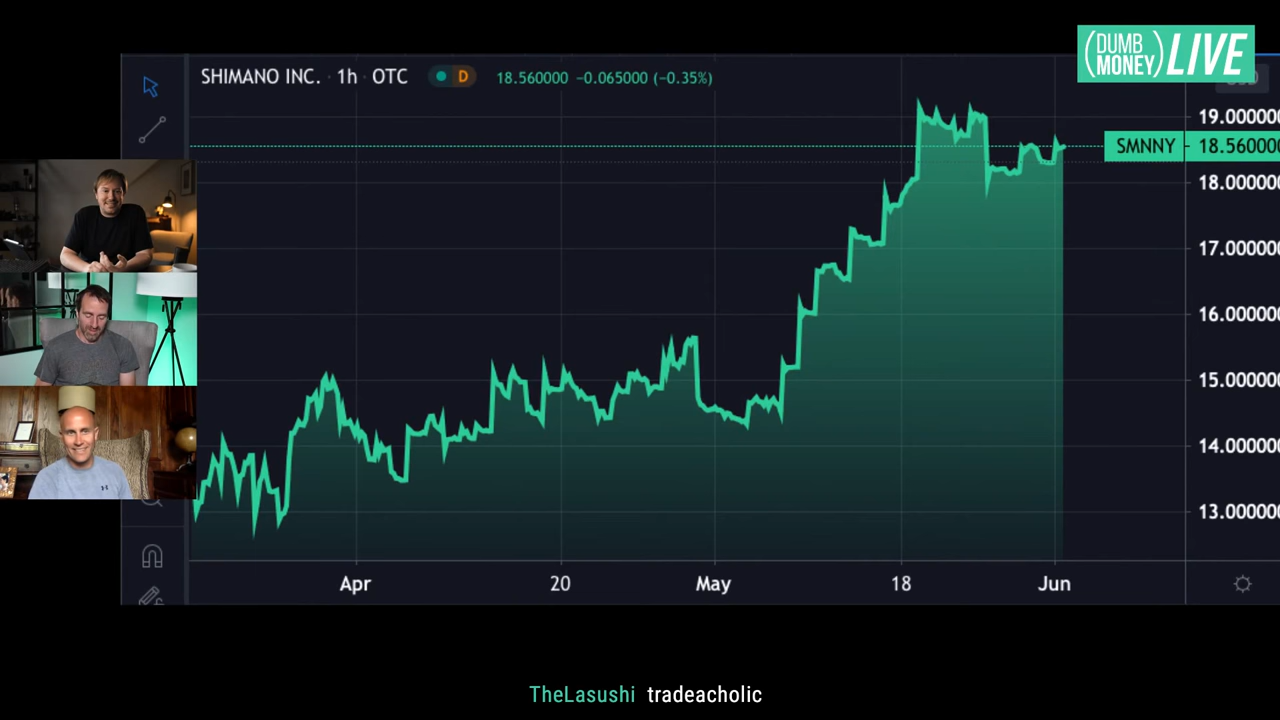 (DUMB MONEY) LIVE
SHIMANO INC. · 1h · OTC D 18.560000 −0.065000 (−0.35%)
19.000000
SMNNY 18.560000
18.000000
17.000000
16.000000
15.000000
14.000000
13.000000
Apr 20 May 18 Jun
TheLasushi tradeacholic